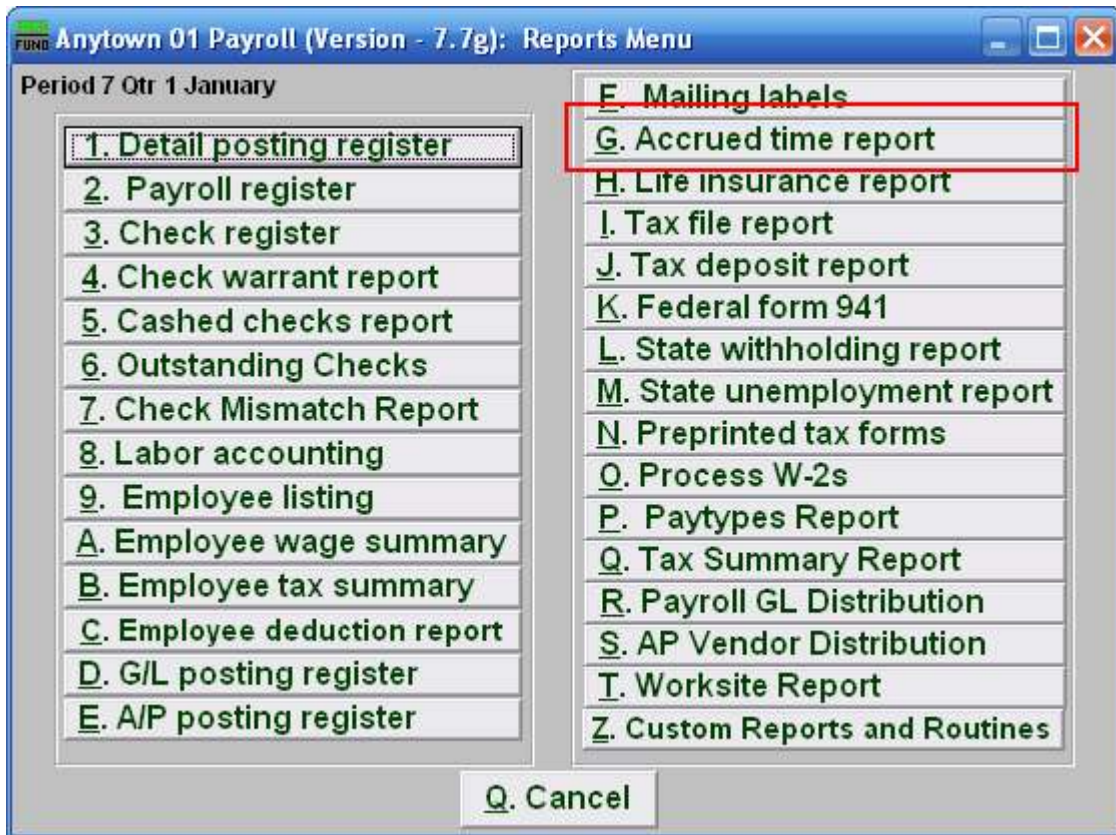 FUND Anytown 01 Payroll (Version - 7.7g): Reports Menu
Period 7 Qtr 1 January
1. Detail posting register
2. Payroll register
3. Check register
4. Check warrant report
5. Cashed checks report
6. Outstanding Checks
7. Check Mismatch Report
8. Labor accounting
9. Employee listing
A. Employee wage summary
B. Employee tax summary
C. Employee deduction report
D. G/L posting register
E. A/P posting register
F. Mailing labels
G. Accrued time report
H. Life insurance report
I. Tax file report
J. Tax deposit report
K. Federal form 941
L. State withholding report
M. State unemployment report
N. Preprinted tax forms
O. Process W-2s
P. Paytypes Report
Q. Tax Summary Report
R. Payroll GL Distribution
S. AP Vendor Distribution
T. Worksite Report
Z. Custom Reports and Routines
Q. Cancel